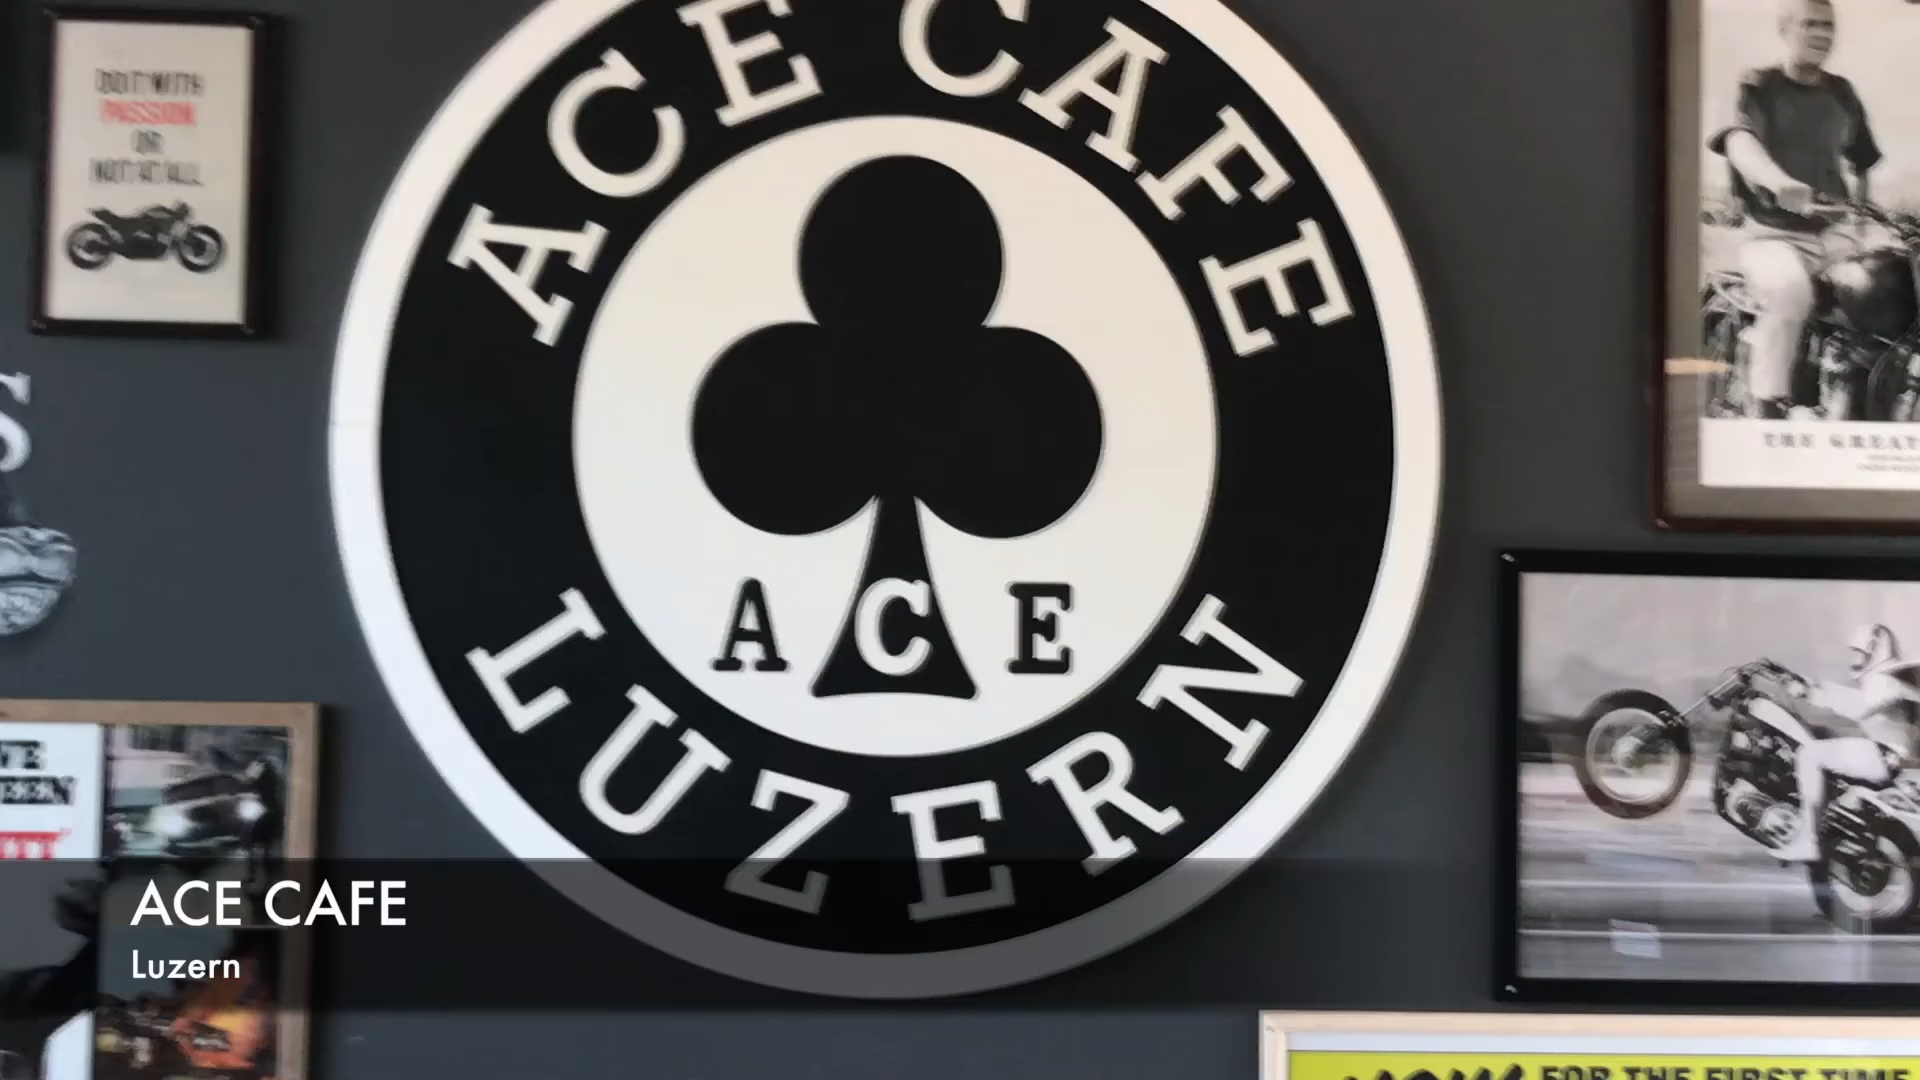 DO IT WITH
PASSION
OR
NOT AT ALL
ACE CAFE
A C E
LUZERN
THE GREAT
S
ACE CAFE
Luzern
FOR THE FIRST TIME